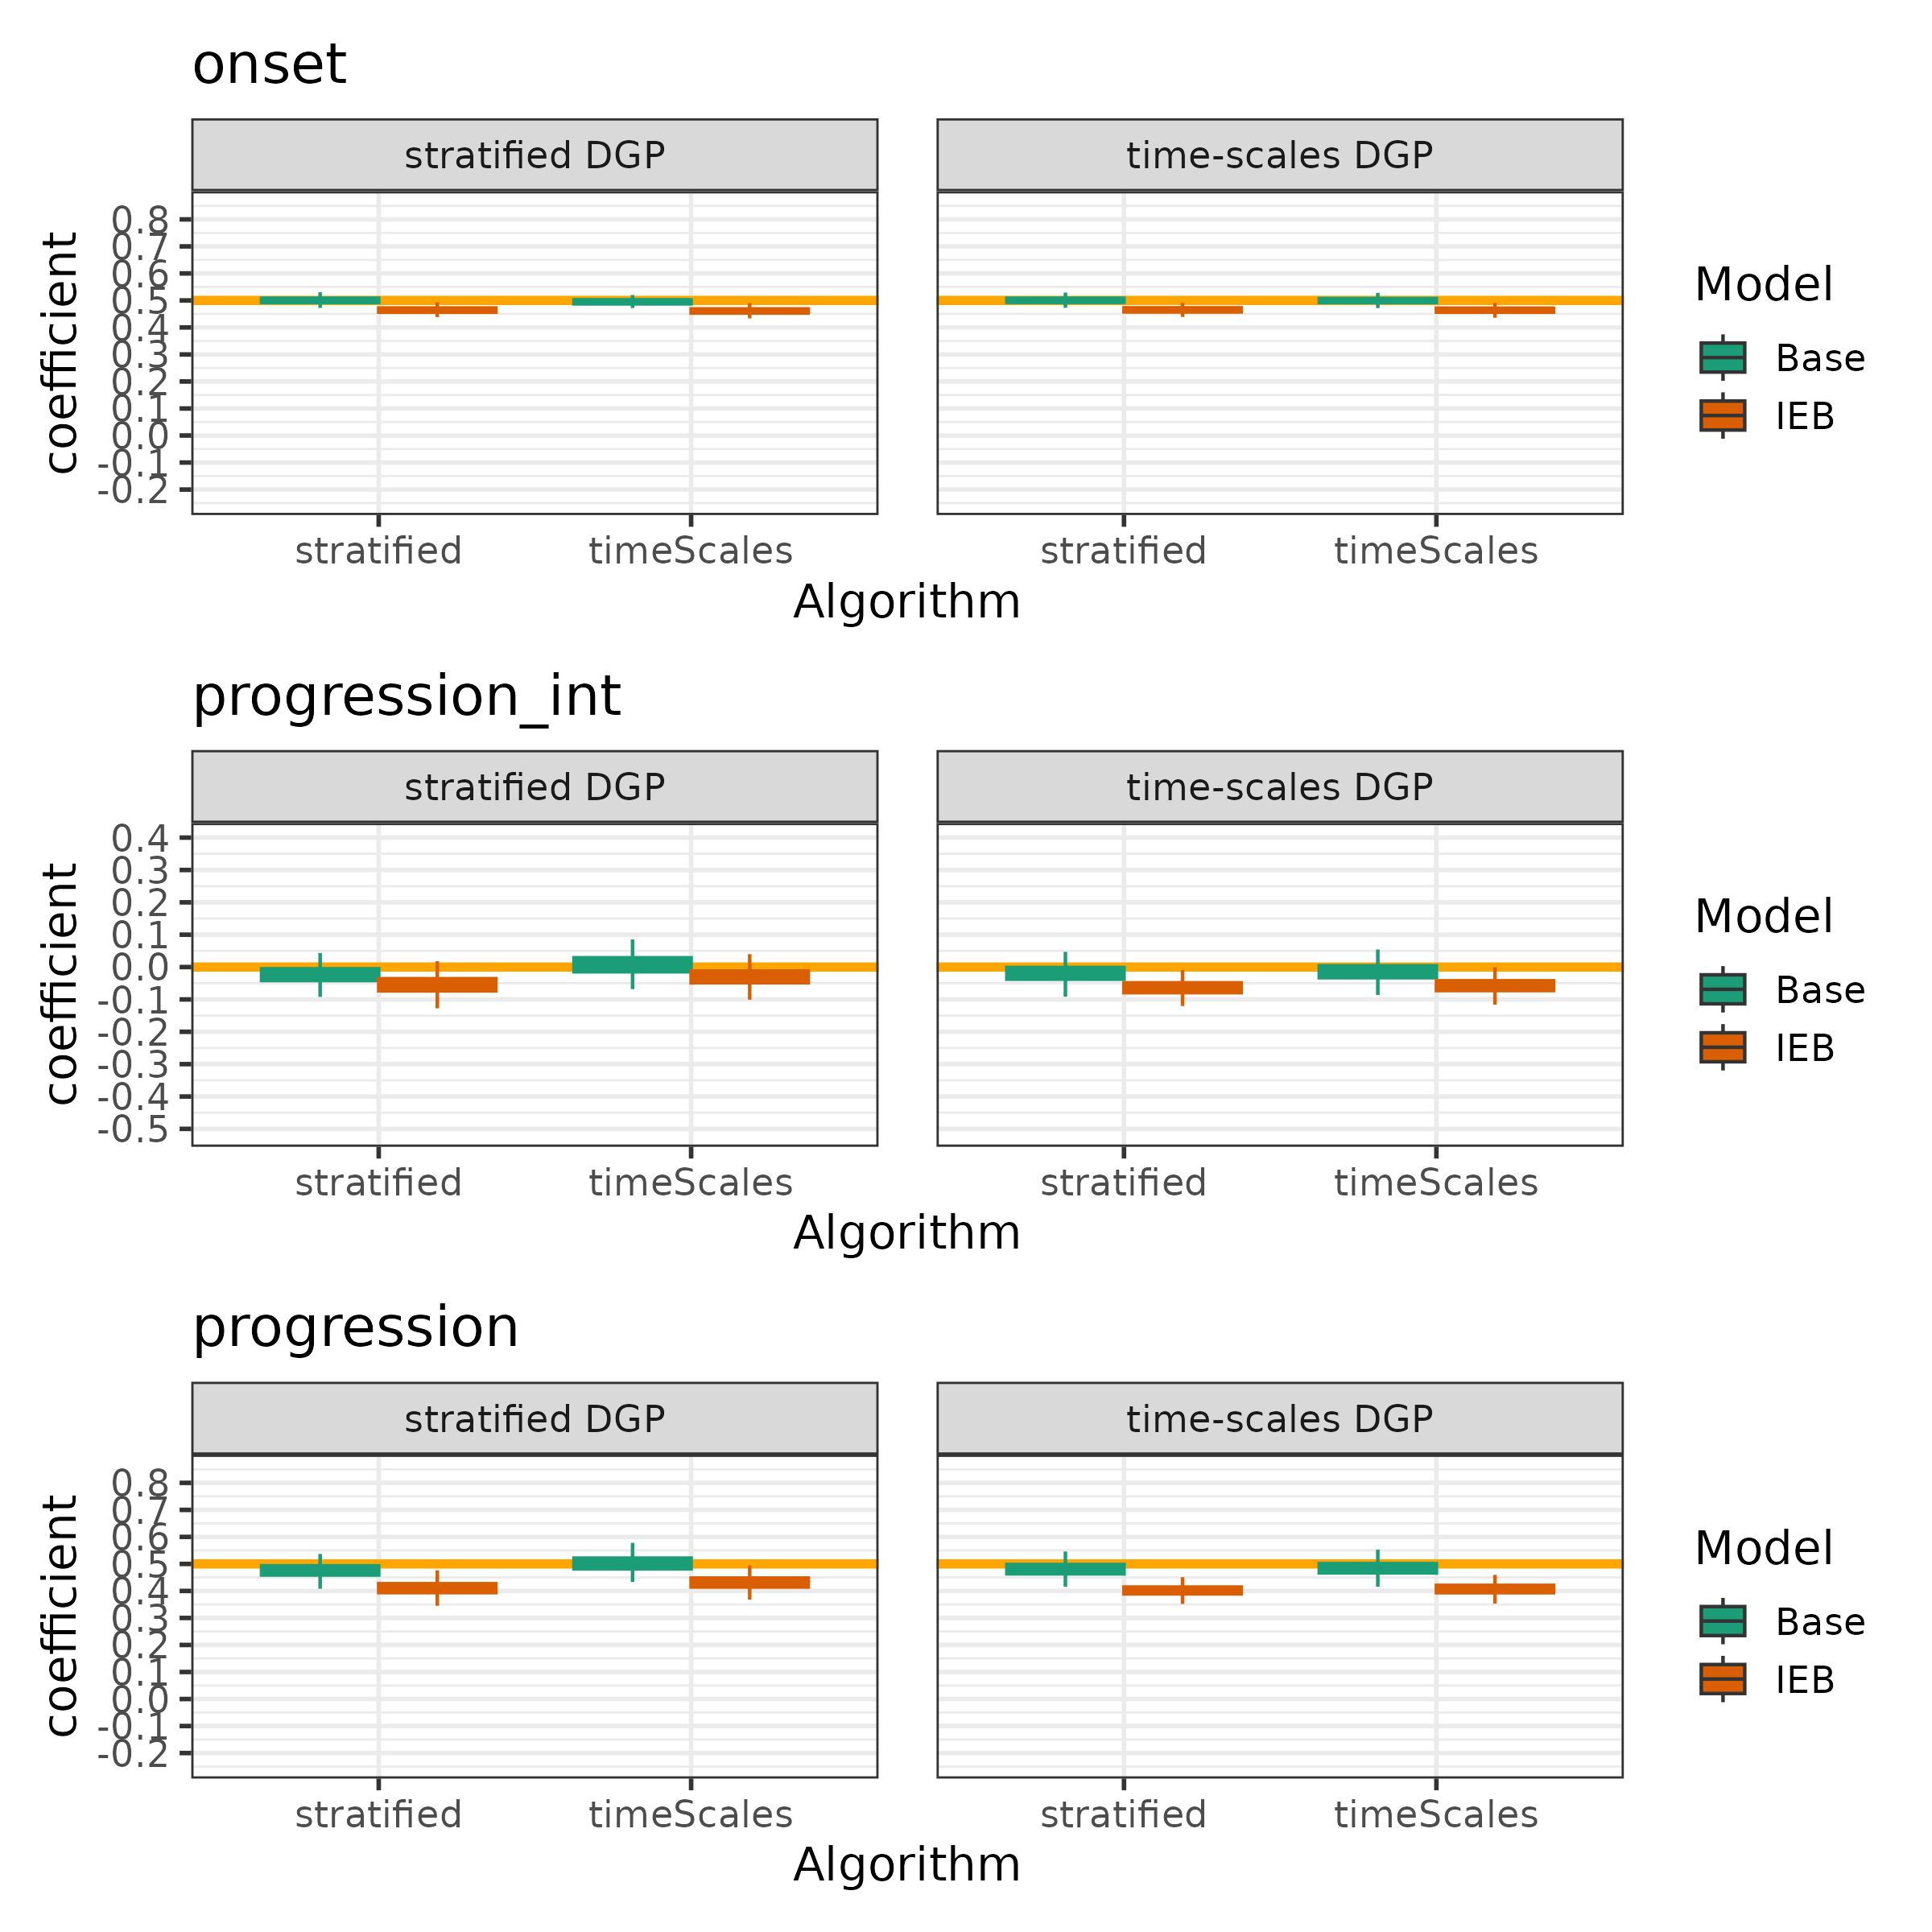 onset
stratified DGP time-scales DGP
coefficient
0.8
0.7
0.6
0.5
0.4
0.3
0.2
0.1
0.0
-0.1
-0.2
stratified timeScales stratified timeScales
Algorithm
Model
Base
IEB
progression_int
stratified DGP time-scales DGP
coefficient
0.4
0.3
0.2
0.1
0.0
-0.1
-0.2
-0.3
-0.4
-0.5
stratified timeScales stratified timeScales
Algorithm
Model
Base
IEB
progression
stratified DGP time-scales DGP
coefficient
0.8
0.7
0.6
0.5
0.4
0.3
0.2
0.1
0.0
-0.1
-0.2
stratified timeScales stratified timeScales
Algorithm
Model
Base
IEB